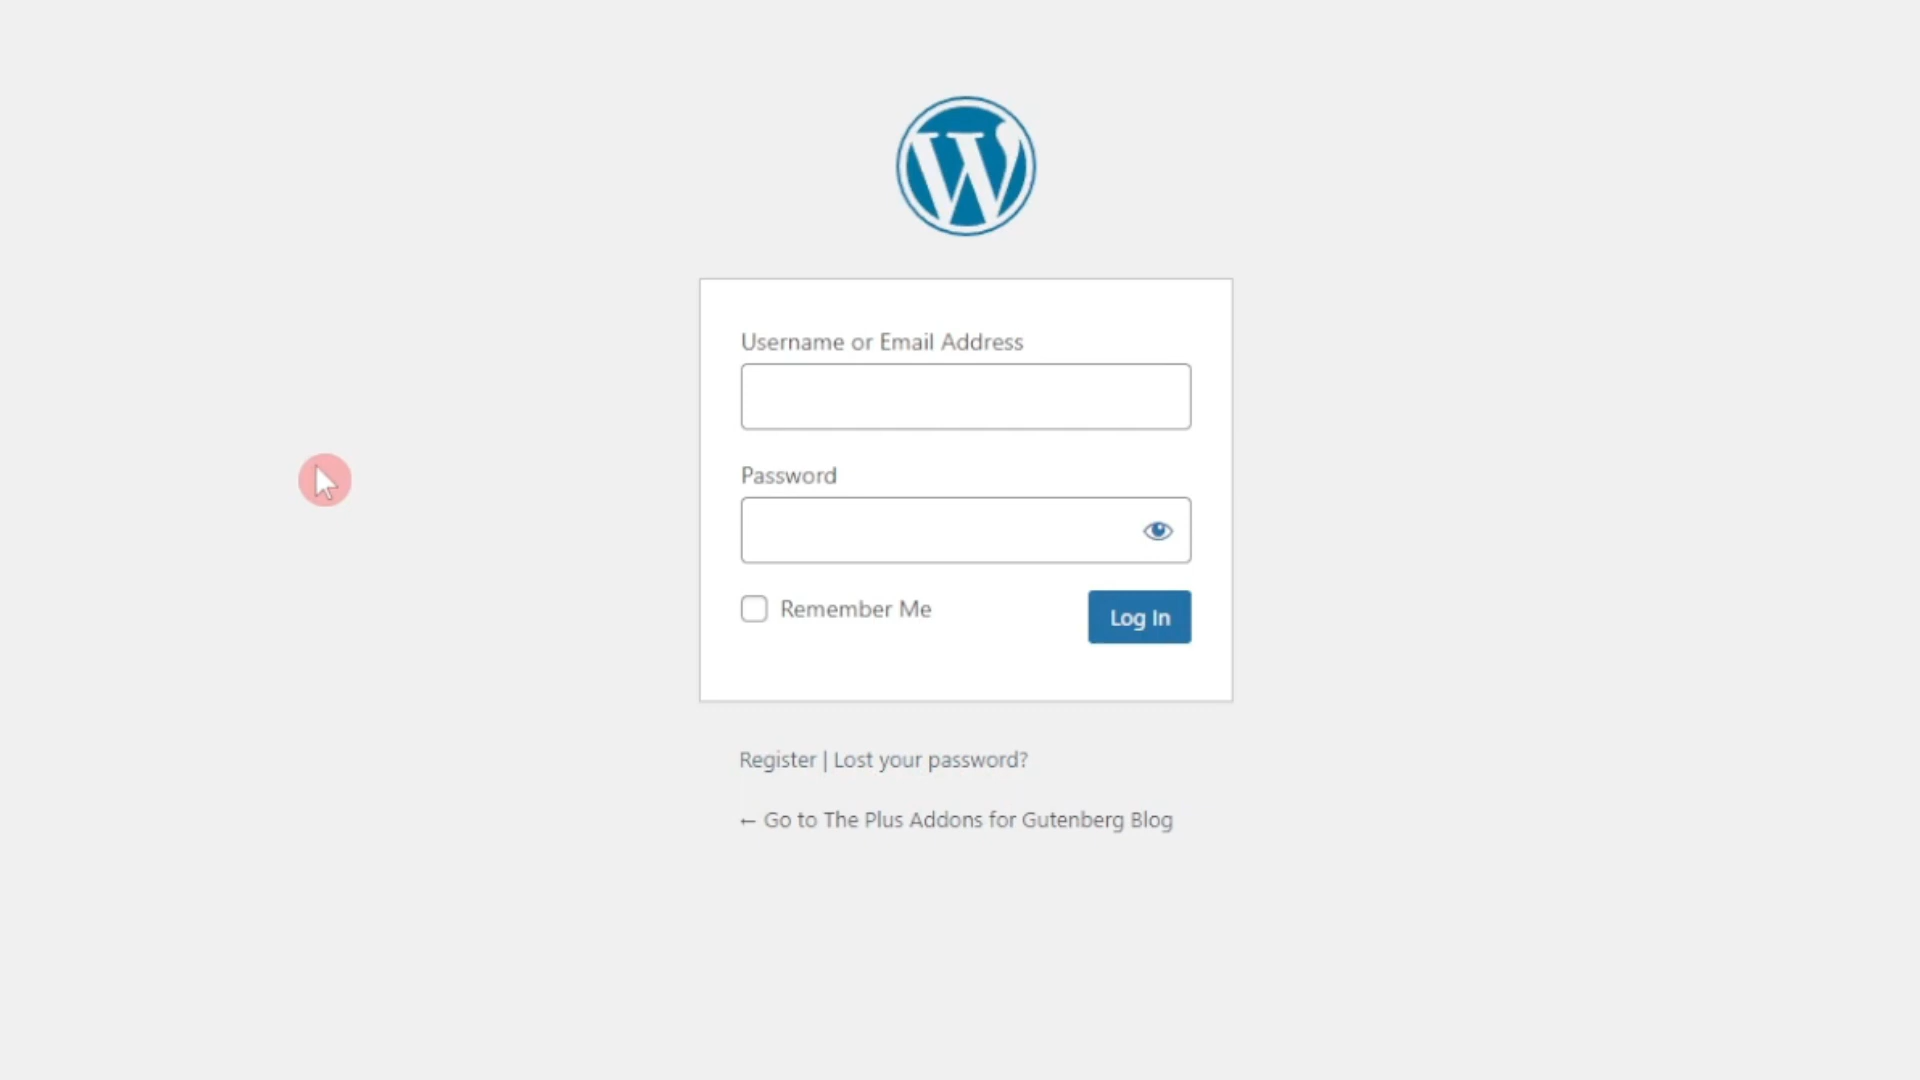 Username or Email Address
Password
Remember Me
Log In
Register | Lost your password?
← Go to The Plus Addons for Gutenberg Blog